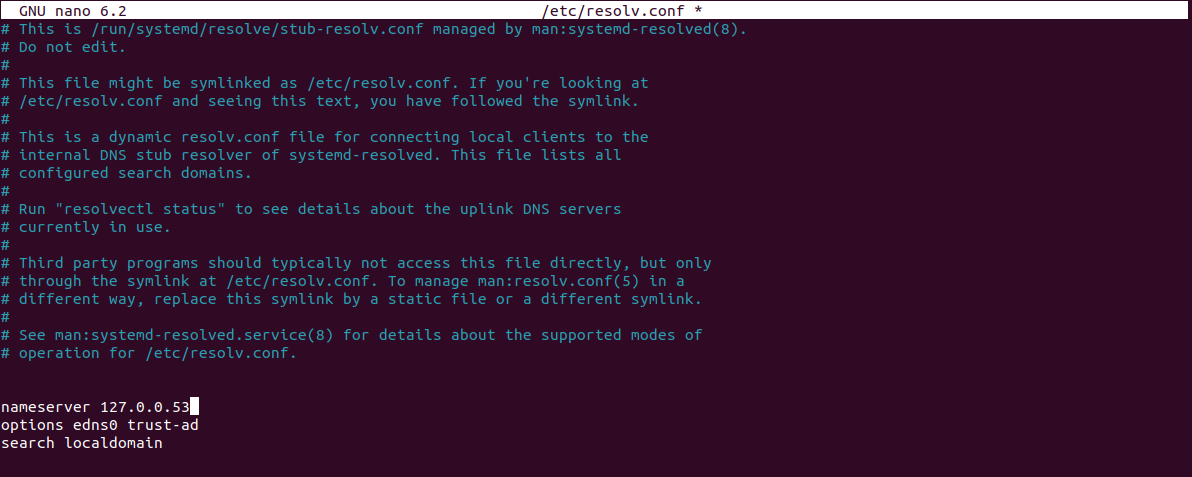 GNU nano 6.2 /etc/resolv.conf *
# This is /run/systemd/resolve/stub-resolv.conf managed by man:systemd-resolved(8).
# Do not edit.
#
# This file might be symlinked as /etc/resolv.conf. If you're looking at
# /etc/resolv.conf and seeing this text, you have followed the symlink.
#
# This is a dynamic resolv.conf file for connecting local clients to the
# internal DNS stub resolver of systemd-resolved. This file lists all
# configured search domains.
#
# Run "resolvectl status" to see details about the uplink DNS servers
# currently in use.
#
# Third party programs should typically not access this file directly, but only
# through the symlink at /etc/resolv.conf. To manage man:resolv.conf(5) in a
# different way, replace this symlink by a static file or a different symlink.
#
# See man:systemd-resolved.service(8) for details about the supported modes of
# operation for /etc/resolv.conf.
nameserver 127.0.0.53
options edns0 trust-ad
search localdomain